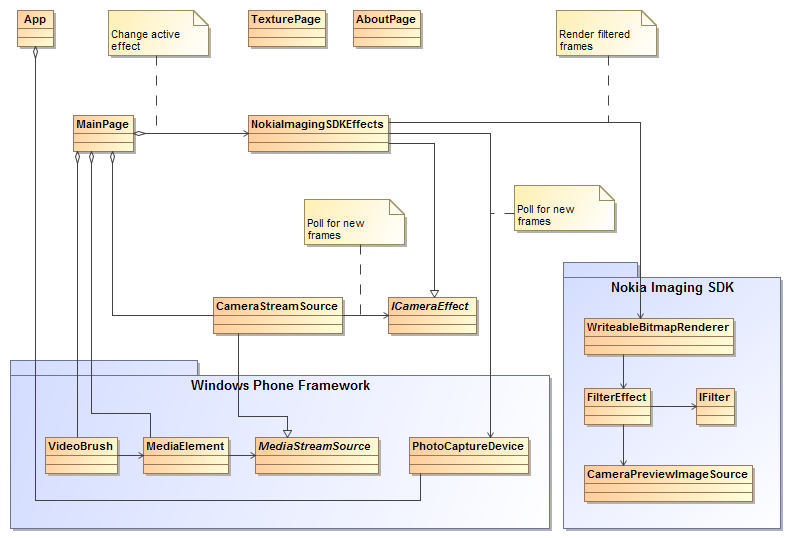 App
Change active
effect
TexturePage
AboutPage
Render filtered
frames
MainPage
NokiaImagingSDKEffects
Poll for new
frames
Poll for new
frames
CameraStreamSource
ICameraEffect
Nokia Imaging SDK
WriteableBitmapRenderer
FilterEffect
IFilter
CameraPreviewImageSource
Windows Phone Framework
VideoBrush
MediaElement
MediaStreamSource
PhotoCaptureDevice